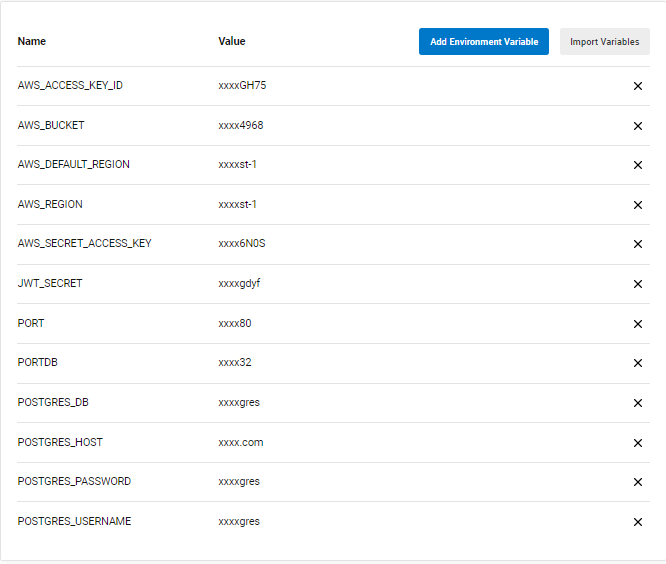 Name Value Add Environment Variable Import Variables
AWS_ACCESS_KEY_ID xxxxGH75
AWS_BUCKET xxxx4968
AWS_DEFAULT_REGION xxxxst-1
AWS_REGION xxxxst-1
AWS_SECRET_ACCESS_KEY xxxx6N0S
JWT_SECRET xxxxgdyf
PORT xxxx80
PORTDB xxxx32
POSTGRES_DB xxxxgres
POSTGRES_HOST xxxx.com
POSTGRES_PASSWORD xxxxgres
POSTGRES_USERNAME xxxxgres